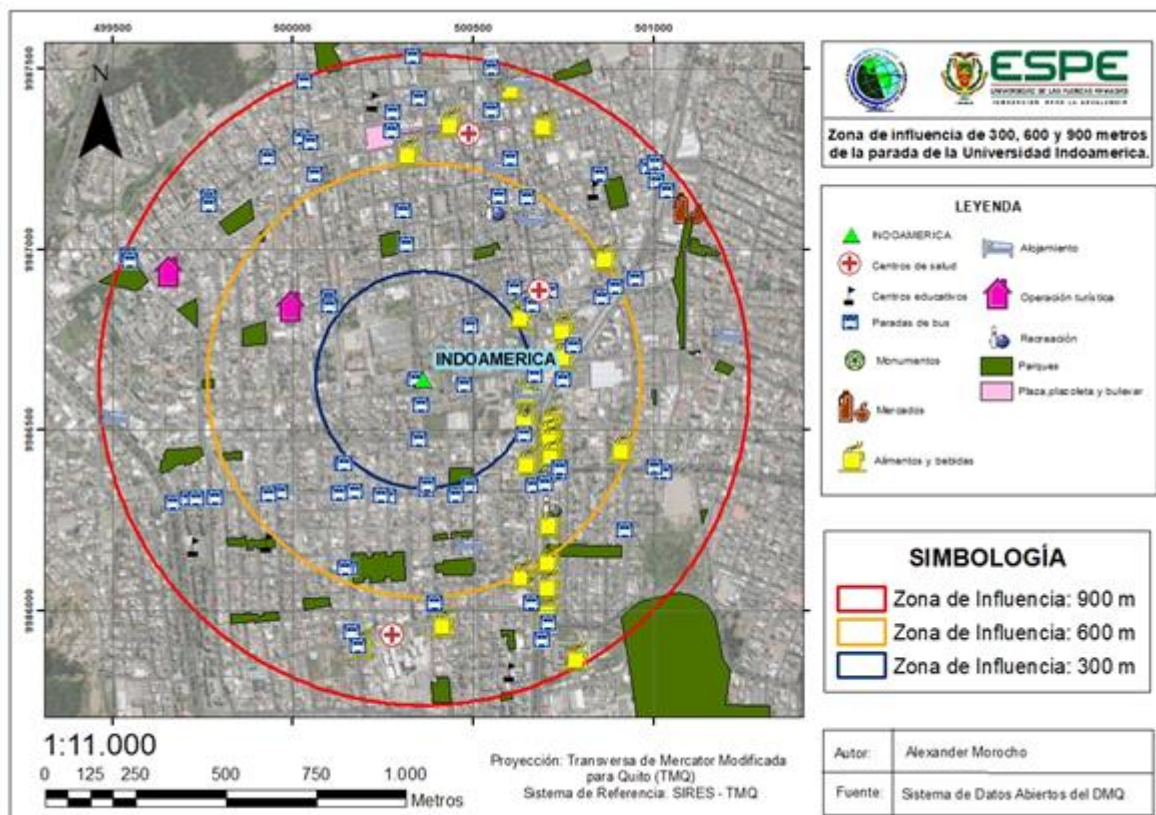 499500 500000 500500 501000
9987500
9987000
9986500
9986000
N
INDOAMERICA
ESPE
UNIVERSIDAD DE LAS FUERZAS ARMADAS
INNOVACIÓN PARA LA EXCELENCIA
Zona de influencia de 300, 600 y 900 metros
de la parada de la Universidad Indoamerica.
LEYENDA
INDOAMERICA
Centros de salud
Centros educativos
Paradas de bus
Monumentos
Mercados
Alimentos y bebidas
Alojamiento
Operación turística
Recreación
Parques
Plaza,plazoleta y bulevar
SIMBOLOGÍA
Zona de Influencia: 900 m
Zona de Influencia: 600 m
Zona de Influencia: 300 m
1:11.000
0 125 250 500 750 1.000
Metros
Proyección: Transversa de Mercator Modificada
para Quito (TMQ)
Sistema de Referencia: SIRES - TMQ
Autor: Alexander Morocho
Fuente: Sistema de Datos Abiertos del DMQ